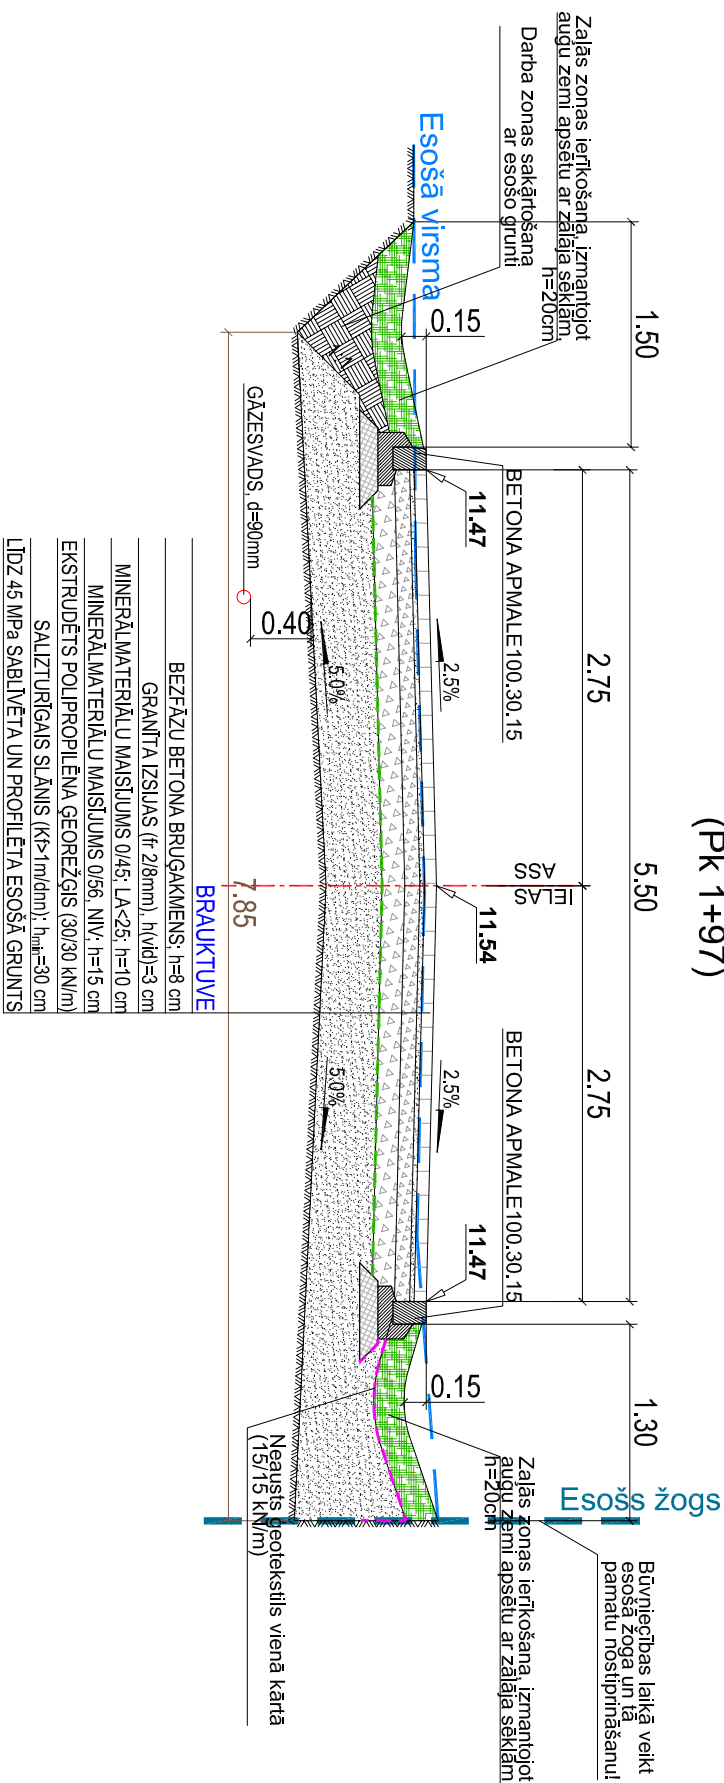 (Pk 1+97)
1.50
5.50
1.30
2.75
2.75
Zaļās zonas ierīkošana, izmantojot
augu zemi apsētu ar zālāja sēklām,
h=20cm
Darba zonas sakārtošana
ar esošo grunti
Esošā virsma
0.15
BETONA APMALE100.30.15
11.47
2.5%
IELAS
ASS
11.54
BETONA APMALE100.30.15
11.47
2.5%
0.15
Esošs žogs
Būvniecības laikā veikt
esošā žoga un tā
pamatu nostiprināšanu!
Zaļās zonas ierīkošana, izmantojot
augu zemi apsētu ar zālāja sēklām
h=20cm
1:1
5.0%
5.0%
0.40
GĀZESVADS, d=90mm
7.85
Neausts ģeotekstils vienā kārtā
(15/15 kN/m)
BRAUKTUVE
BEZFĀZU BETONA BRUĢAKMENS; h=8 cm
GRANĪTA IZSIJAS (fr 2/8mm), h(vid)=3 cm
MINERĀLMATERIĀLU MAISĪJUMS 0/45; LA<25; h=10 cm
MINERĀLMATERIĀLU MAISĪJUMS 0/56, NIV; h=15 cm
EKSTRUDĒTS POLIPROPILĒNA ĢEOREŽĢIS (30/30 kN/m)
SALIZTURĪGAIS SLĀNIS (Kf>1m/dnn); hmin=30 cm
LĪDZ 45 MPa SABLĪVĒTA UN PROFILĒTA ESOŠĀ GRUNTS